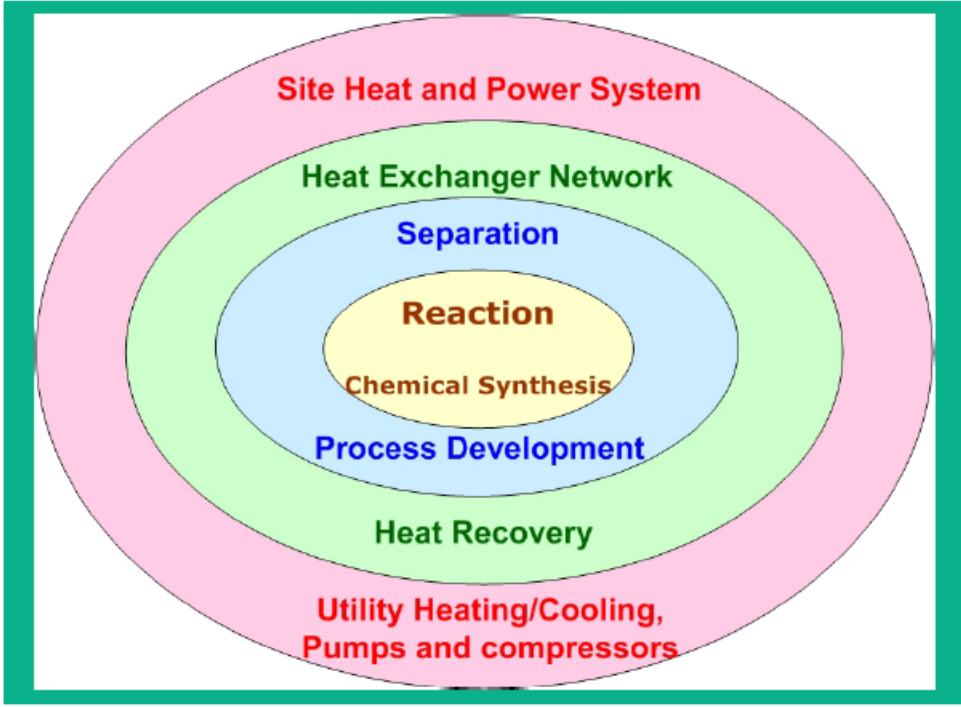 Site Heat and Power System
Heat Exchanger Network
Separation
Reaction
Chemical Synthesis
Process Development
Heat Recovery
Utility Heating/Cooling,
Pumps and compressors